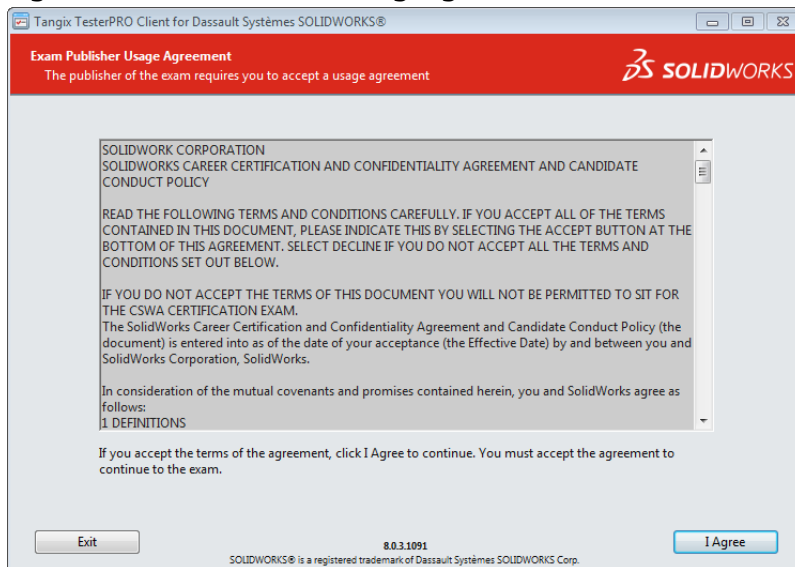 Tangix TesterPRO Client for Dassault Systèmes SOLIDWORKS®
Exam Publisher Usage Agreement
The publisher of the exam requires you to accept a usage agreement
SOLIDWORKS
SOLIDWORK CORPORATION
SOLIDWORKS CAREER CERTIFICATION AND CONFIDENTIALITY AGREEMENT AND CANDIDATE
CONDUCT POLICY
READ THE FOLLOWING TERMS AND CONDITIONS CAREFULLY. IF YOU ACCEPT ALL OF THE TERMS
CONTAINED IN THIS DOCUMENT, PLEASE INDICATE THIS BY SELECTING THE ACCEPT BUTTON AT THE
BOTTOM OF THIS AGREEMENT. SELECT DECLINE IF YOU DO NOT ACCEPT ALL THE TERMS AND
CONDITIONS SET OUT BELOW.
IF YOU DO NOT ACCEPT THE TERMS OF THIS DOCUMENT YOU WILL NOT BE PERMITTED TO SIT FOR
THE CSWA CERTIFICATION EXAM.
The SolidWorks Career Certification and Confidentiality Agreement and Candidate Conduct Policy (the
document) is entered into as of the date of your acceptance (the Effective Date) by and between you and
SolidWorks Corporation, SolidWorks.
In consideration of the mutual covenants and promises contained herein, you and SolidWorks agree as
follows:
1 DEFINITIONS
If you accept the terms of the agreement, click I Agree to continue. You must accept the agreement to
continue to the exam.
Exit
8.0.3.1091
I Agree
SOLIDWORKS® is a registered trademark of Dassault Systèmes SOLIDWORKS Corp.